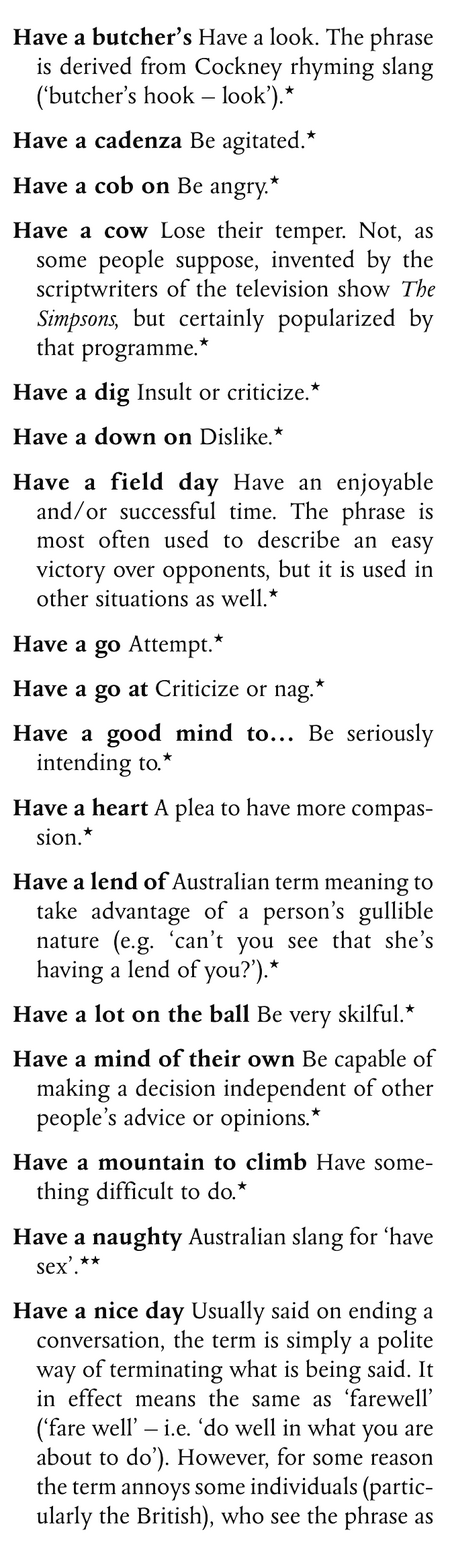 Have a butcher's Have a look. The phrase
is derived from Cockney rhyming slang
('butcher's hook – look').★
Have a cadenza Be agitated.★
Have a cob on Be angry.★
Have a cow Lose their temper. Not, as
some people suppose, invented by the
scriptwriters of the television show The
Simpsons, but certainly popularized by
that programme.★
Have a dig Insult or criticize.★
Have a down on Dislike.★
Have a field day Have an enjoyable
and/or successful time. The phrase is
most often used to describe an easy
victory over opponents, but it is used in
other situations as well.★
Have a go Attempt.★
Have a go at Criticize or nag.★
Have a good mind to… Be seriously
intending to.★
Have a heart A plea to have more compas-
sion.★
Have a lend of Australian term meaning to
take advantage of a person's gullible
nature (e.g. 'can't you see that she's
having a lend of you?').★
Have a lot on the ball Be very skilful.★
Have a mind of their own Be capable of
making a decision independent of other
people's advice or opinions.★
Have a mountain to climb Have some-
thing difficult to do.★
Have a naughty Australian slang for 'have
sex'.★★
Have a nice day Usually said on ending a
conversation, the term is simply a polite
way of terminating what is being said. It
in effect means the same as 'farewell'
('fare well' – i.e. 'do well in what you are
about to do'). However, for some reason
the term annoys some individuals (partic-
ularly the British), who see the phrase as